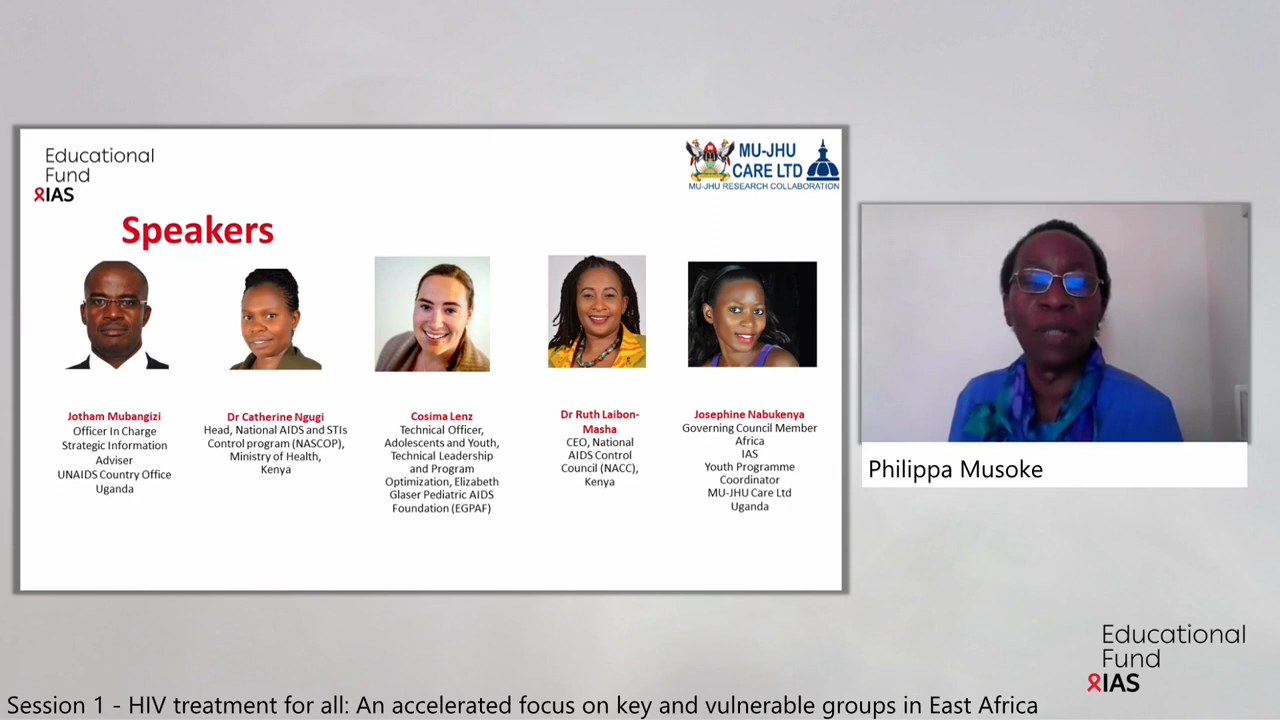 Educational
Fund
IAS
MU-JHU
CARE LTD
MU-JHU RESEARCH COLLABORATION
Speakers
Jotham Mubangizi
Officer In Charge
Strategic Information
Adviser
UNAIDS Country Office
Uganda
Dr Catherine Ngugi
Head, National AIDS and STIs
Control program (NASCOP),
Ministry of Health,
Kenya
Cosima Lenz
Technical Officer,
Adolescents and Youth,
Technical Leadership
and Program
Optimization, Elizabeth
Glaser Pediatric AIDS
Foundation (EGPAF)
Dr Ruth Laibon-
Masha
CEO, National
AIDS Control
Council (NACC),
Kenya
Josephine Nabukenya
Governing Council Member
Africa
IAS
Youth Programme
Coordinator
MU-JHU Care Ltd
Uganda
Philippa Musoke
Educational
Fund
IAS
Session 1 - HIV treatment for all: An accelerated focus on key and vulnerable groups in East Africa